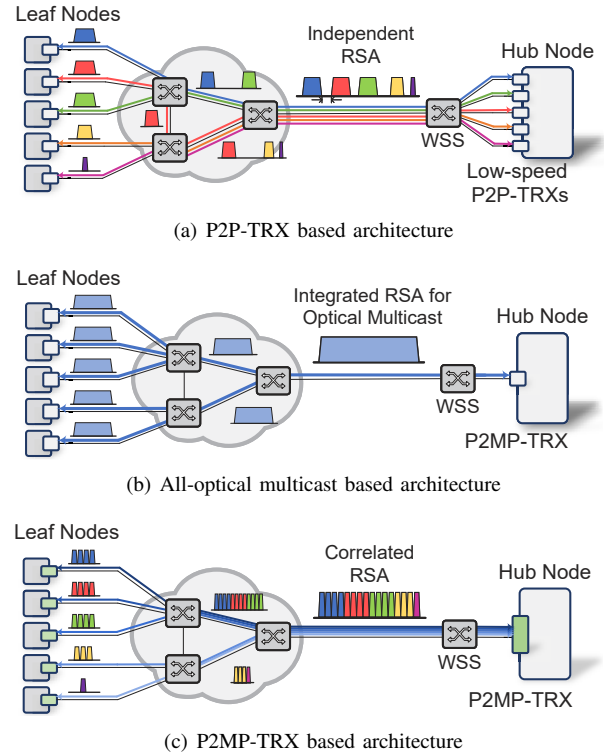 Leaf Nodes
Independent
RSA
Hub Node
WSS
Low-speed
P2P-TRXs
(a) P2P-TRX based architecture
Leaf Nodes
Integrated RSA for
Optical Multicast
Hub Node
WSS
P2MP-TRX
(b) All-optical multicast based architecture
Leaf Nodes
Correlated
RSA
Hub Node
WSS
P2MP-TRX
(c) P2MP-TRX based architecture